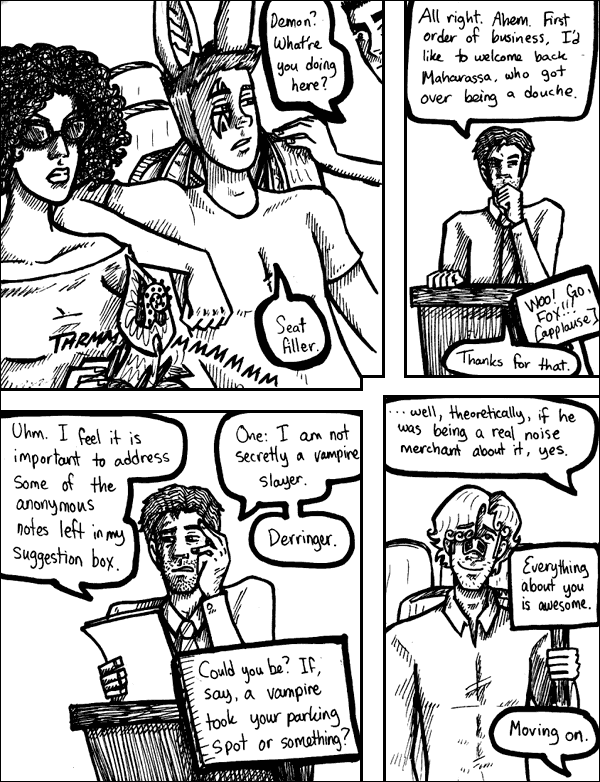 Demon?
What're
you doing
here?
Seat
filler.
THRMMMMMMMM
All right. Ahem. First
order of business, I'd
like to welcome back
Maharassa, who got
over being a douche.
Woo! Go,
Fox!!!
[applause]
Thanks for that.
Uhm. I feel it is
important to address
some of the
anonymous
notes left in my
suggestion box.
One: I am not
secretly a vampire
slayer.
Derringer.
Could you be? If,
say, a vampire
took your parking
spot or something?
...well, theoretically, if he
was being a real noise
merchant about it, yes.
Everything
about you
is awesome.
Moving on.